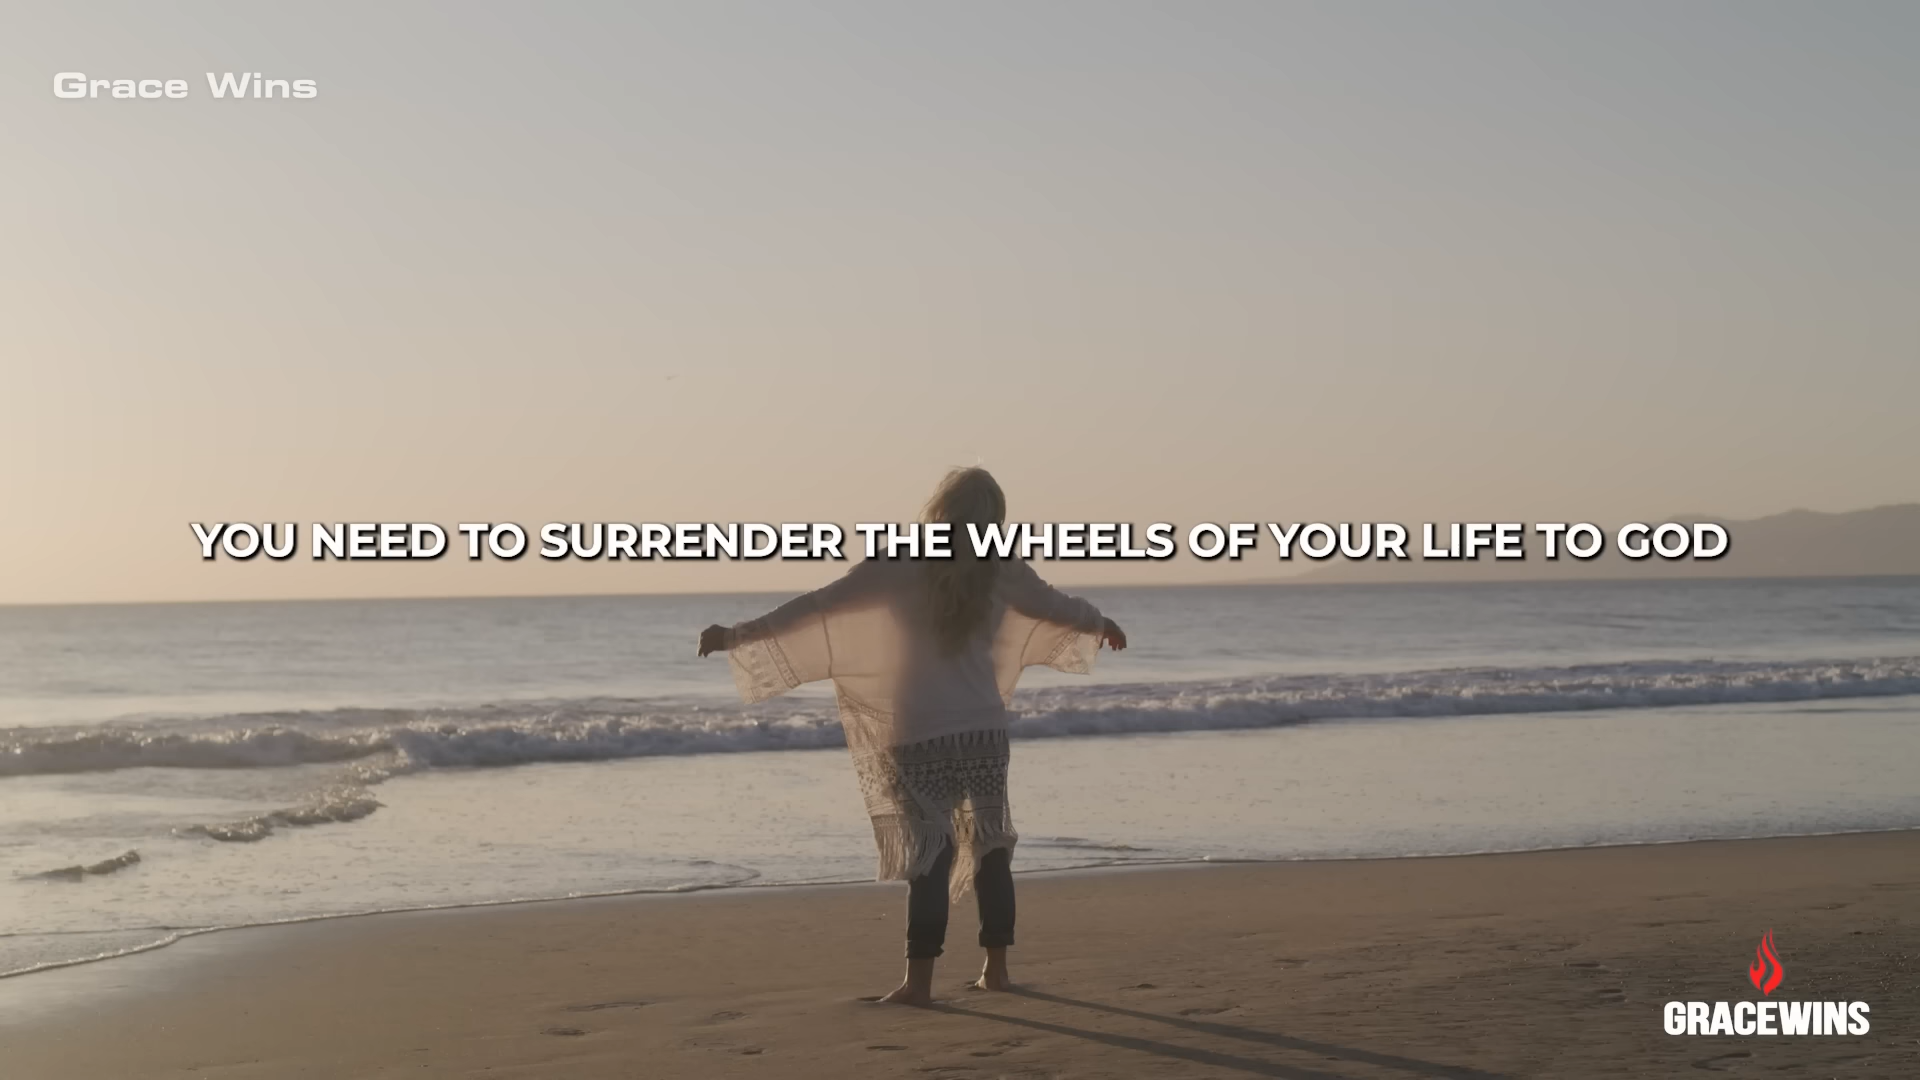 Grace Wins
YOU NEED TO SURRENDER THE WHEELS OF YOUR LIFE TO GOD
GRACEWINS